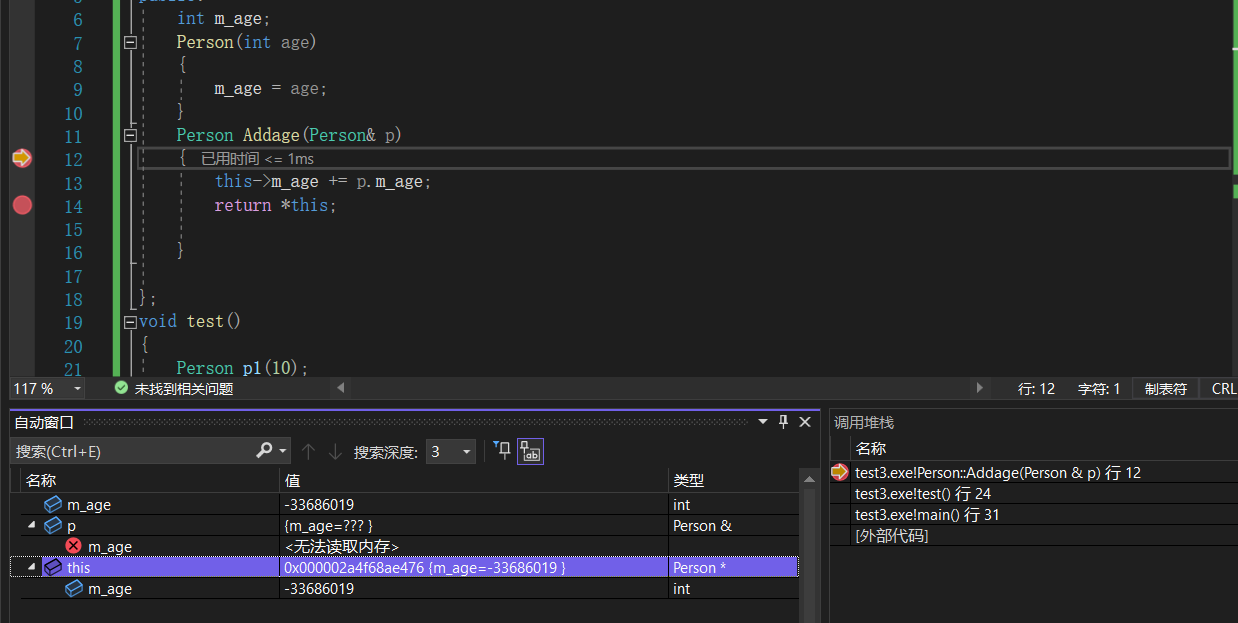 6 int m_age;
7 Person(int age)
8 {
9 m_age = age;
10 }
11 Person Addage(Person& p)
12 { 已用时间 <= 1ms
13 this->m_age += p.m_age;
14 return *this;
15
16 }
17
18 };
19 void test()
20 {
21 Person p1(10);
117 % 未找到相关问题 行: 12 字符: 1 制表符 CRL
自动窗口
搜索(Ctrl+E) 搜索深度: 3
名称 值 类型
m_age -33686019 int
p {m_age=??? } Person &
m_age <无法读取内存>
this 0x000002a4f68ae476 {m_age=-33686019 } Person *
m_age -33686019 int
调用堆栈
名称
test3.exe!Person::Addage(Person & p) 行 12
test3.exe!test() 行 24
test3.exe!main() 行 31
[外部代码]